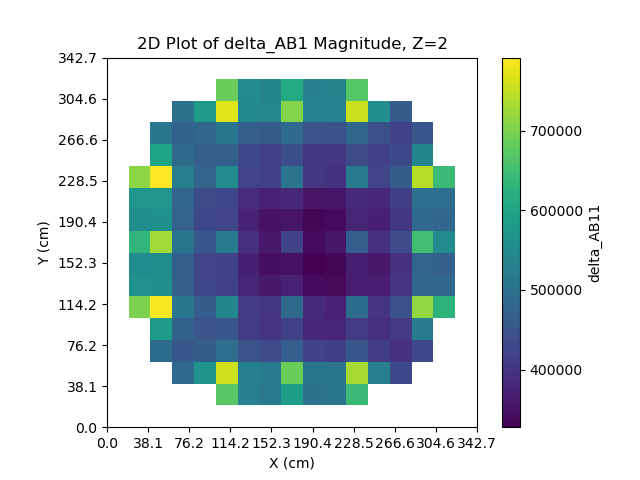 2D Plot of delta_AB1 Magnitude, Z=2
342.7
304.6
266.6
228.5
190.4
152.3
114.2
76.2
38.1
0.0
Y (cm)
0.0 38.1 76.2 114.2 152.3 190.4 228.5 266.6 304.6 342.7
X (cm)
700000
600000
500000
400000
delta_AB11